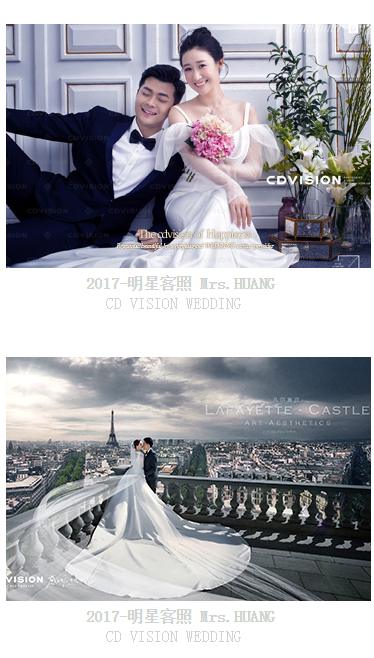 CDVISION
The cdvision of Happiness
2017-明星客照 Mrs.HUANG
CD VISION WEDDING
LAFAYETTE·CASTLE
ART AESTHETICS
VISION
2017-明星客照 Mrs.HUANG
CD VISION WEDDING